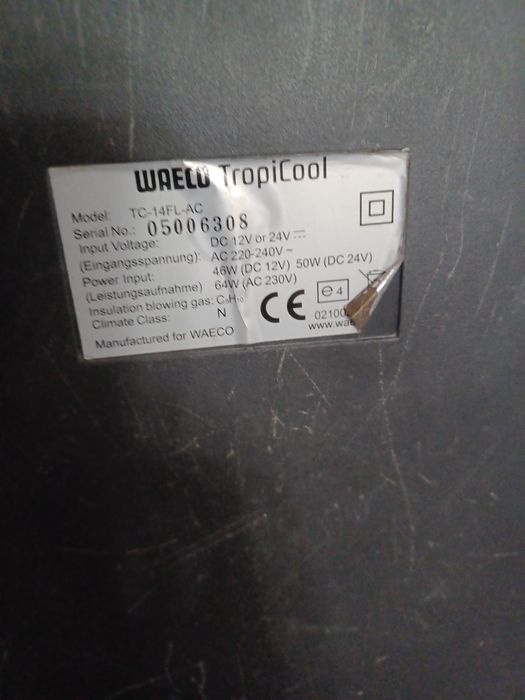 WAECO TropiCool
Model: TC-14FL-AC
Serial No.: 05006308
Input Voltage: DC 12V or 24V ⎓
(Eingangsspannung): AC 220-240V ~
Power Input: 46W (DC 12V) 50W (DC 24V)
(Leistungsaufnahme) 64W (AC 230V)
Insulation blowing gas: C₅H₁₀
Climate Class: N
Manufactured for WAECO
CE
e4
0210
www.wae